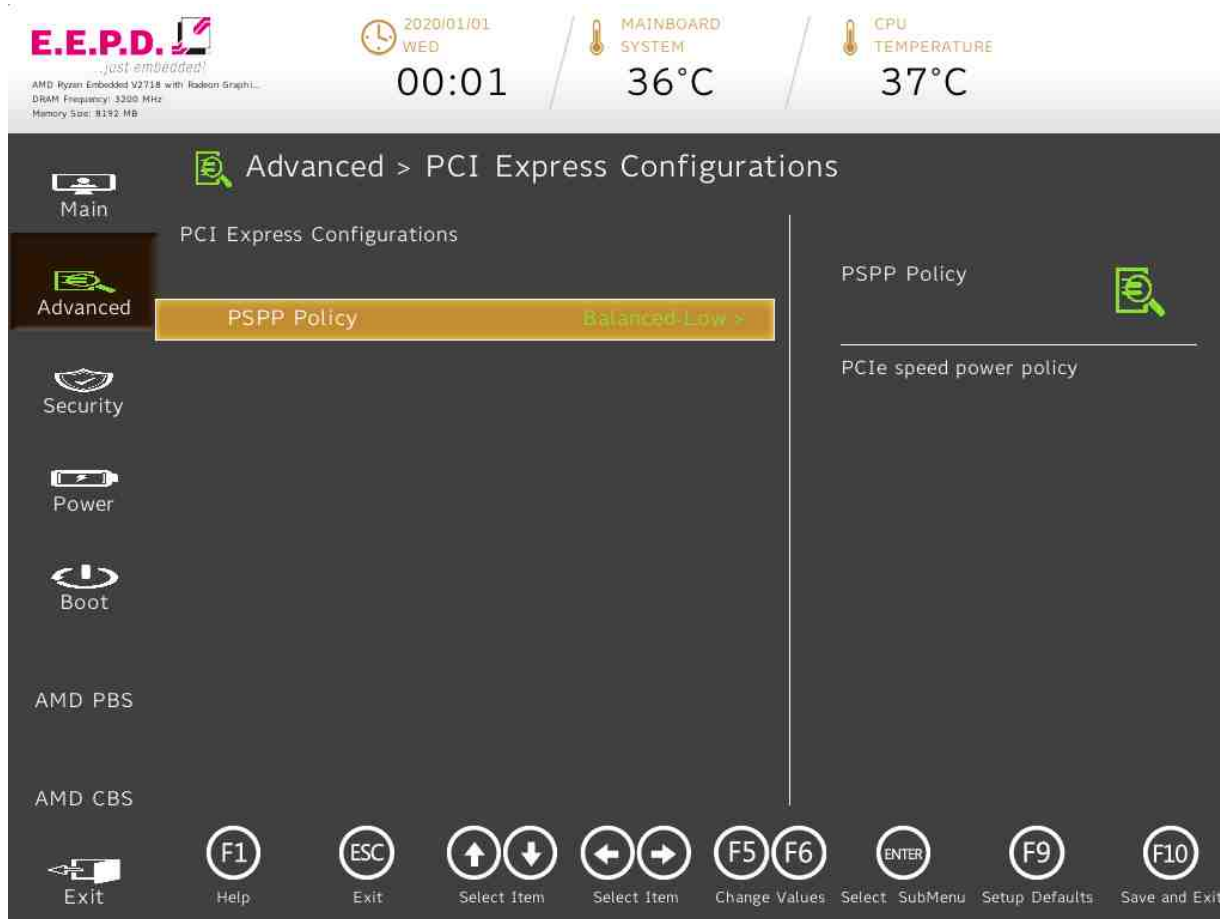 E.E.P.D.
...just embedded!
AMD Ryzen Embedded V2718 with Radeon Graphi...
DRAM Frequency: 3200 MHz
Memory Size: 8192 MB
2020/01/01
WED
00:01
MAINBOARD
SYSTEM
36°C
CPU
TEMPERATURE
37°C
Main
Advanced
Security
Power
Boot
AMD PBS
AMD CBS
Exit
Advanced > PCI Express Configurations
PCI Express Configurations
PSPP Policy Balanced-Low >
PSPP Policy
PCIe speed power policy
F1
Help
ESC
Exit
Select Item
Select Item
F5 F6
Change Values
ENTER
Select SubMenu
F9
Setup Defaults
F10
Save and Exit